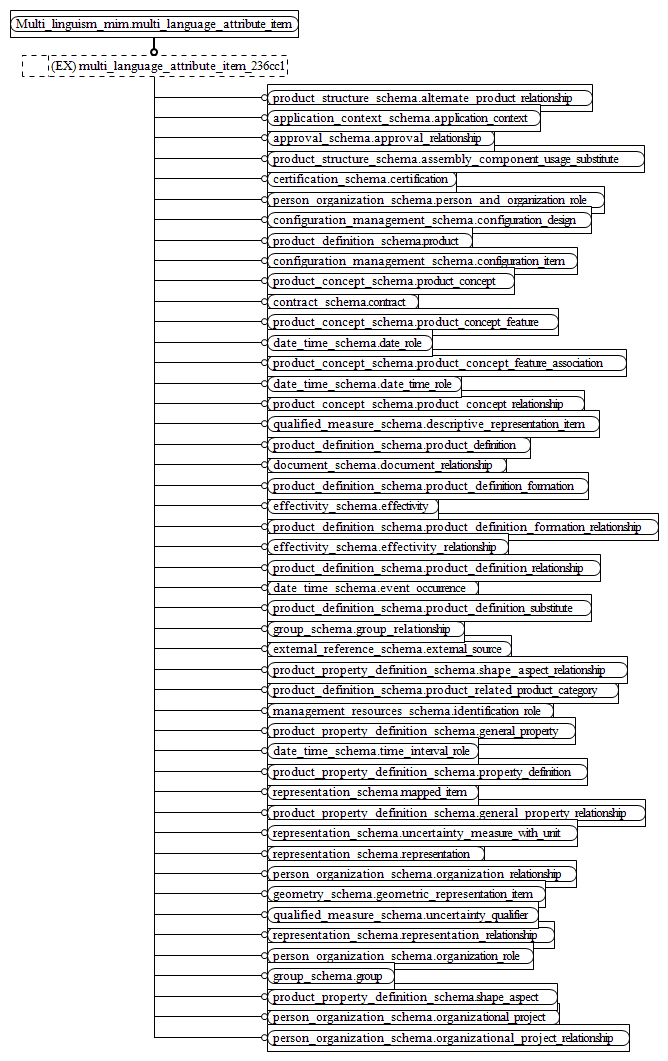 Multi_linguism_mim.multi_language_attribute_item
(EX) multi_language_attribute_item_236cc1
product_structure_schema.alternate_product_relationship
application_context_schema.application_context
approval_schema.approval_relationship
product_structure_schema.assembly_component_usage_substitute
certification_schema.certification
person_organization_schema.person_and_organization_role
configuration_management_schema.configuration_design
product_definition_schema.product
configuration_management_schema.configuration_item
product_concept_schema.product_concept
contract_schema.contract
product_concept_schema.product_concept_feature
date_time_schema.date_role
product_concept_schema.product_concept_feature_association
date_time_schema.date_time_role
product_concept_schema.product_concept_relationship
qualified_measure_schema.descriptive_representation_item
product_definition_schema.product_definition
document_schema.document_relationship
product_definition_schema.product_definition_formation
effectivity_schema.effectivity
product_definition_schema.product_definition_formation_relationship
effectivity_schema.effectivity_relationship
product_definition_schema.product_definition_relationship
date_time_schema.event_occurrence
product_definition_schema.product_definition_substitute
group_schema.group_relationship
external_reference_schema.external_source
product_property_definition_schema.shape_aspect_relationship
product_definition_schema.product_related_product_category
management_resources_schema.identification_role
product_property_definition_schema.general_property
date_time_schema.time_interval_role
product_property_definition_schema.property_definition
representation_schema.mapped_item
product_property_definition_schema.general_property_relationship
representation_schema.uncertainty_measure_with_unit
representation_schema.representation
person_organization_schema.organization_relationship
geometry_schema.geometric_representation_item
qualified_measure_schema.uncertainty_qualifier
representation_schema.representation_relationship
person_organization_schema.organization_role
group_schema.group
product_property_definition_schema.shape_aspect
person_organization_schema.organizational_project
person_organization_schema.organizational_project_relationship